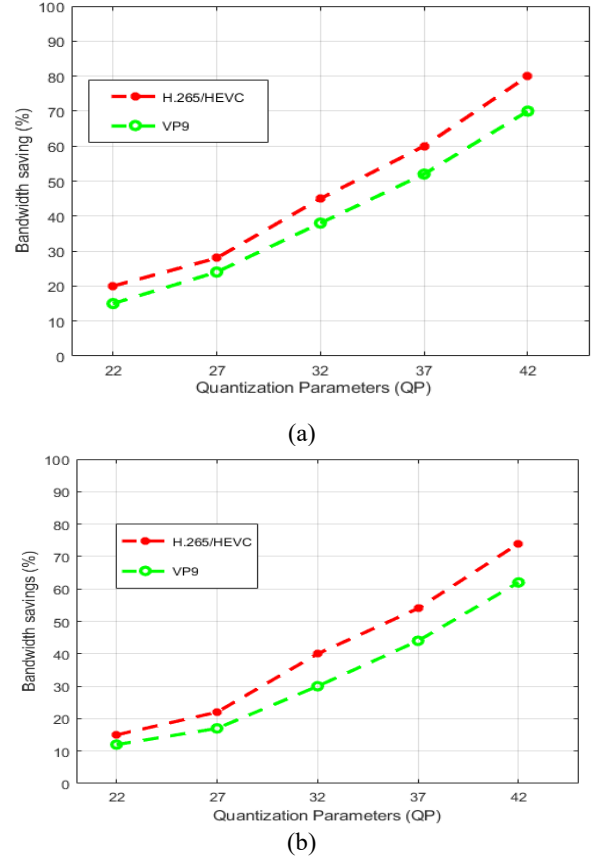 100
90
80
70
60
50
40
30
20
10
0
Bandwidth saving (%)
H.265/HEVC
VP9
22 27 32 37 42
Quantization Parameters (QP)
(a)
100
90
80
70
60
50
40
30
20
10
0
Bandwidth savings (%)
H.265/HEVC
VP9
22 27 32 37 42
Quantization Parameters (QP)
(b)